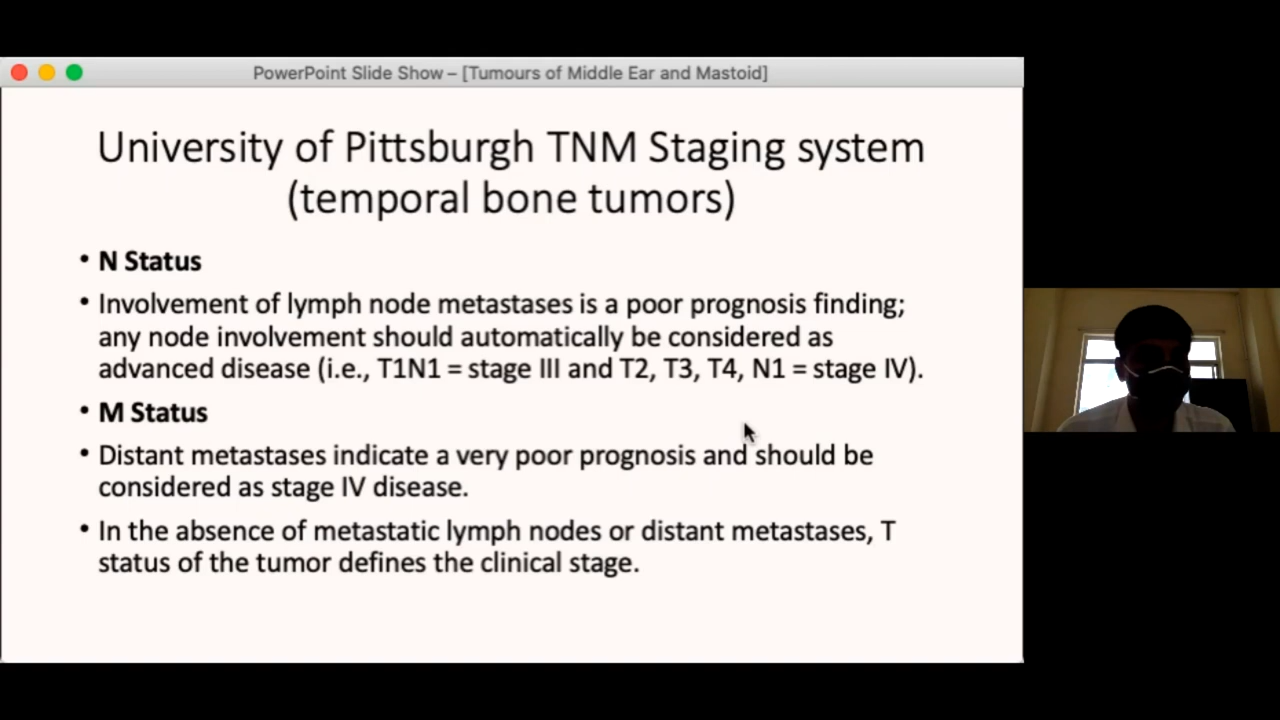 PowerPoint Slide Show – [Tumours of Middle Ear and Mastoid]
University of Pittsburgh TNM Staging system
(temporal bone tumors)
• N Status
• Involvement of lymph node metastases is a poor prognosis finding;
any node involvement should automatically be considered as
advanced disease (i.e., T1N1 = stage III and T2, T3, T4, N1 = stage IV).
• M Status
• Distant metastases indicate a very poor prognosis and should be
considered as stage IV disease.
• In the absence of metastatic lymph nodes or distant metastases, T
status of the tumor defines the clinical stage.